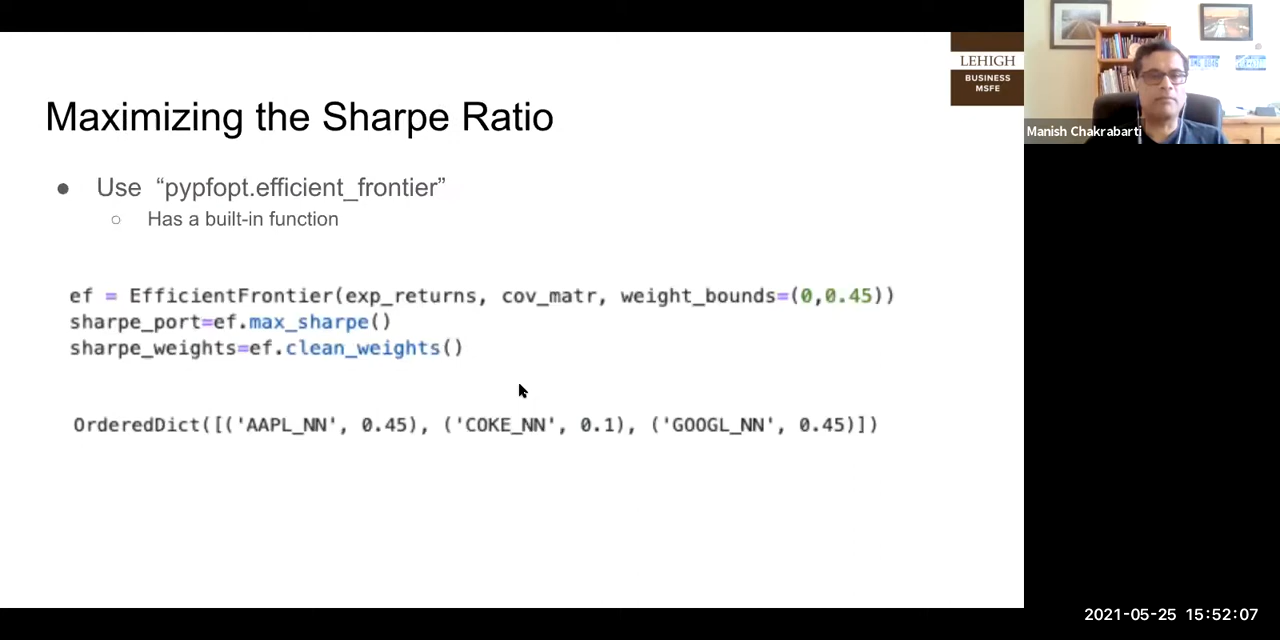 LEHIGH
BUSINESS
MSFE
Manish Chakrabarti
Maximizing the Sharpe Ratio
● Use “pypfopt.efficient_frontier”
○ Has a built-in function
ef = EfficientFrontier(exp_returns, cov_matr, weight_bounds=(0,0.45))
sharpe_port=ef.max_sharpe()
sharpe_weights=ef.clean_weights()
OrderedDict([('AAPL_NN', 0.45), ('COKE_NN', 0.1), ('GOOGL_NN', 0.45)])
2021-05-25 15:52:07